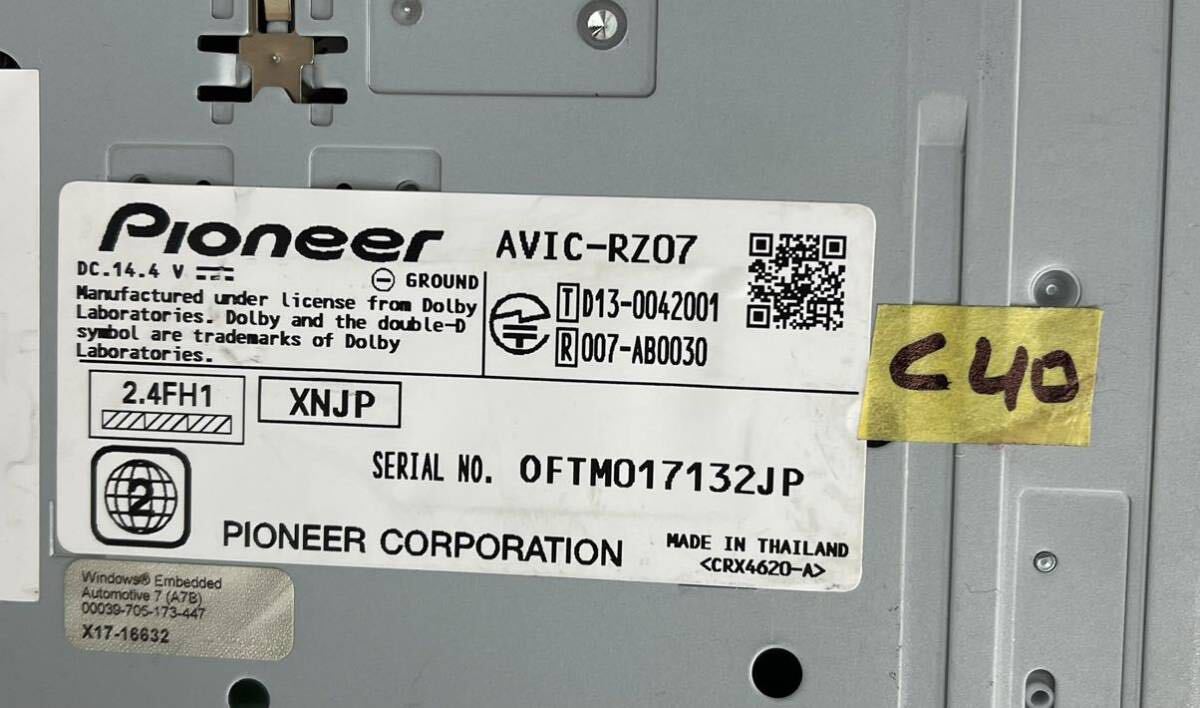 Pioneer
AVIC-RZ07
DC.14.4 V
GROUND
Manufactured under license from Dolby
Laboratories. Dolby and the double-D
symbol are trademarks of Dolby
Laboratories.
T D13-0042001
R 007-AB0030
2.4FH1
XNJP
SERIAL NO. 0FTM017132JP
2
PIONEER CORPORATION
MADE IN THAILAND
<CRX4620-A>
C40
Windows® Embedded
Automotive 7 (A7B)
00039-705-173-447
X17-16632